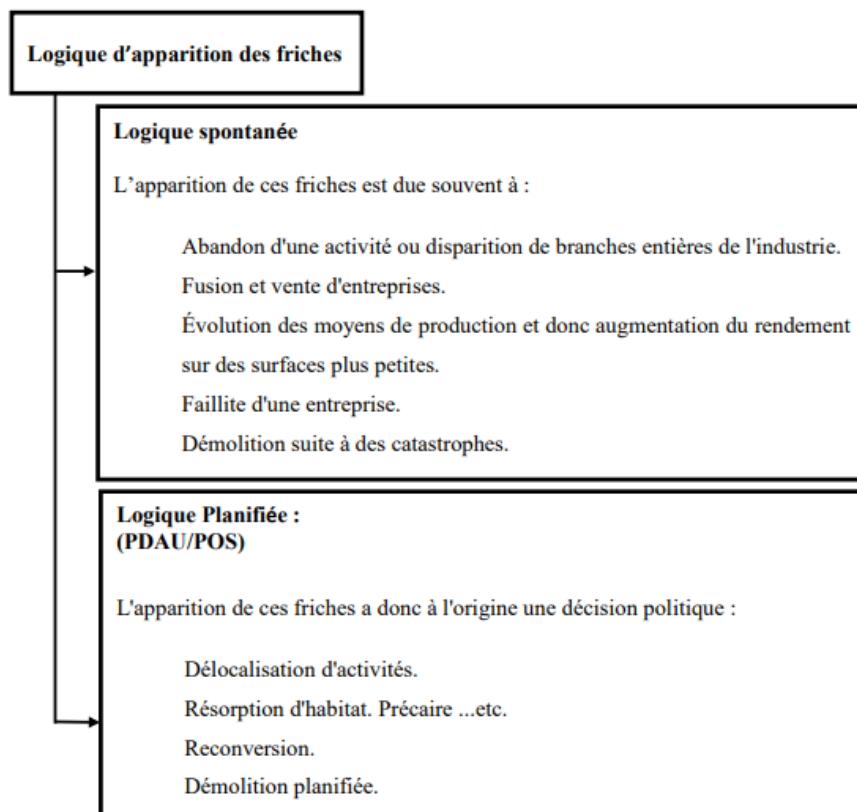 Logique d'apparition des friches
Logique spontanée
L'apparition de ces friches est due souvent à :
Abandon d'une activité ou disparition de branches entières de l'industrie.
Fusion et vente d'entreprises.
Évolution des moyens de production et donc augmentation du rendement
sur des surfaces plus petites.
Faillite d'une entreprise.
Démolition suite à des catastrophes.
Logique Planifiée :
(PDAU/POS)
L'apparition de ces friches a donc à l'origine une décision politique :
Délocalisation d'activités.
Résorption d'habitat. Précaire ...etc.
Reconversion.
Démolition planifiée.